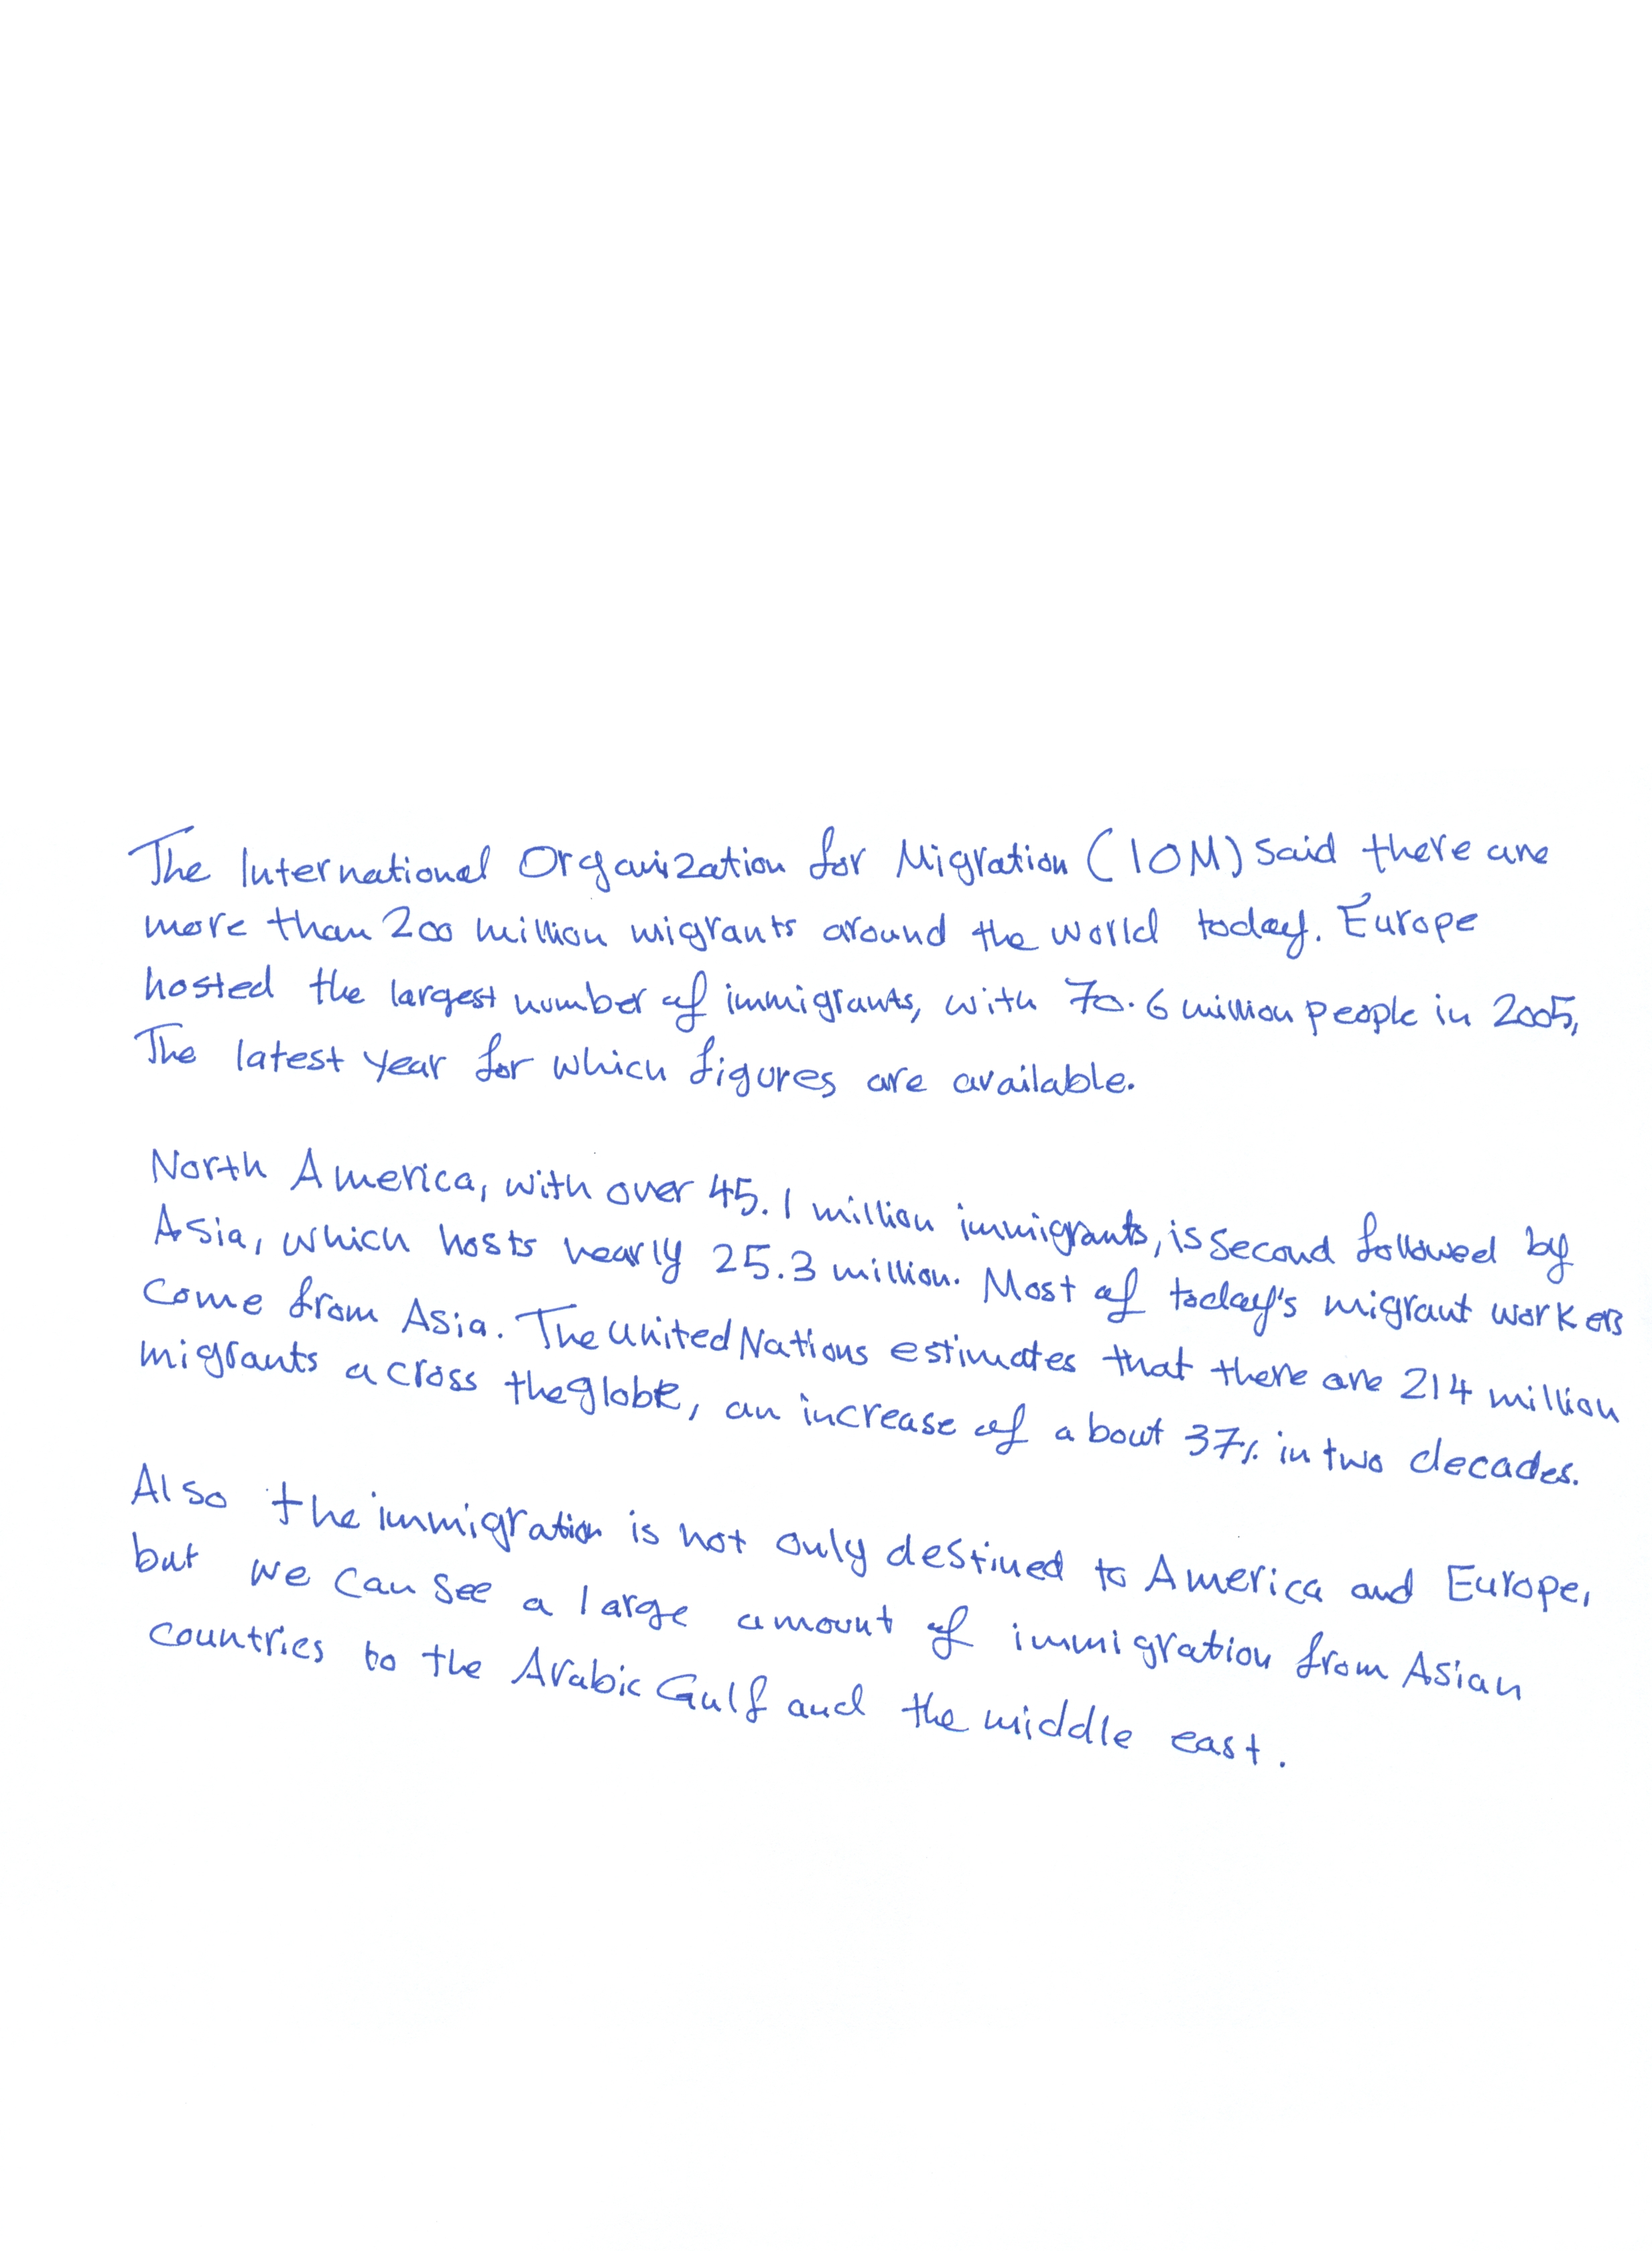 The International Organization for Migration (IOM) said there are
more than 200 million migrants around the world today. Europe
hosted the largest number of immigrants, with 70.6 million people in 2005,
The latest year for which figures are available.
North America, with over 45.1 million immigrants, is second followed by
Asia, which hosts nearly 25.3 million. Most of today's migrant workers
Come from Asia. The United Nations estimates that there are 214 million
migrants across the globe, an increase of about 37% in two decades.
Also the immigration is not only destined to America and Europe,
but we can see a large amount of immigration from Asian
countries to the Arabic Gulf and the middle east.